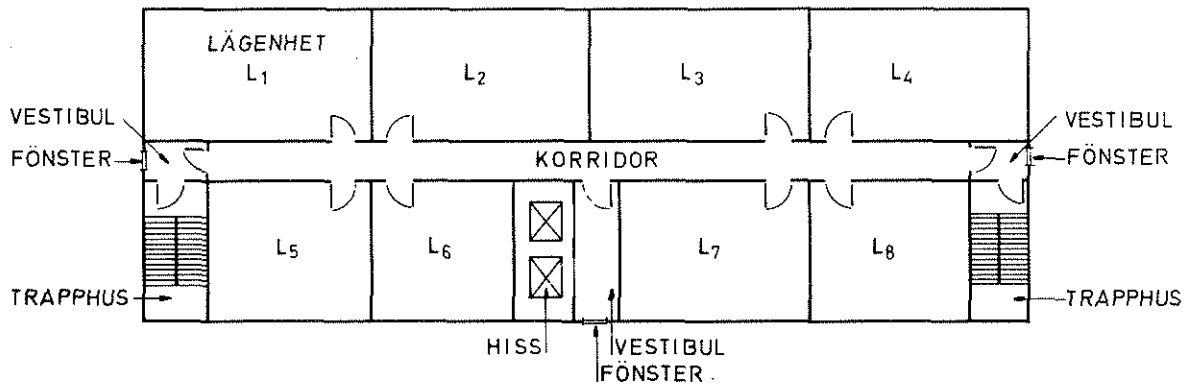 LÄGENHET
L1
L2
L3
L4
VESTIBUL
FÖNSTER
KORRIDOR
VESTIBUL
FÖNSTER
L5
L6
L7
L8
TRAPPHUS
TRAPPHUS
HISS
VESTIBUL
FÖNSTER